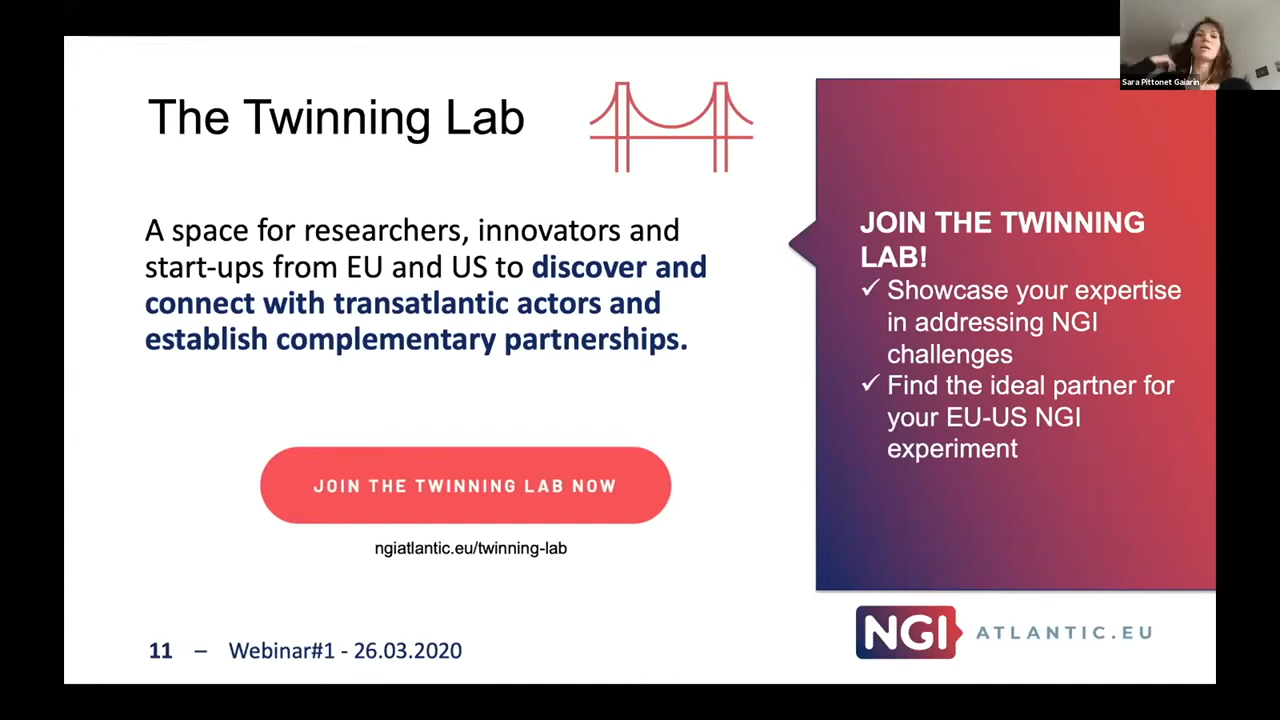 Sara Pittonet Gaiarin
The Twinning Lab
A space for researchers, innovators and
start-ups from EU and US to discover and
connect with transatlantic actors and
establish complementary partnerships.
JOIN THE TWINNING LAB NOW
ngiatlantic.eu/twinning-lab
JOIN THE TWINNING
LAB!
✓ Showcase your expertise
in addressing NGI
challenges
✓ Find the ideal partner for
your EU-US NGI
experiment
11 – Webinar#1 - 26.03.2020
NGI ATLANTIC.EU